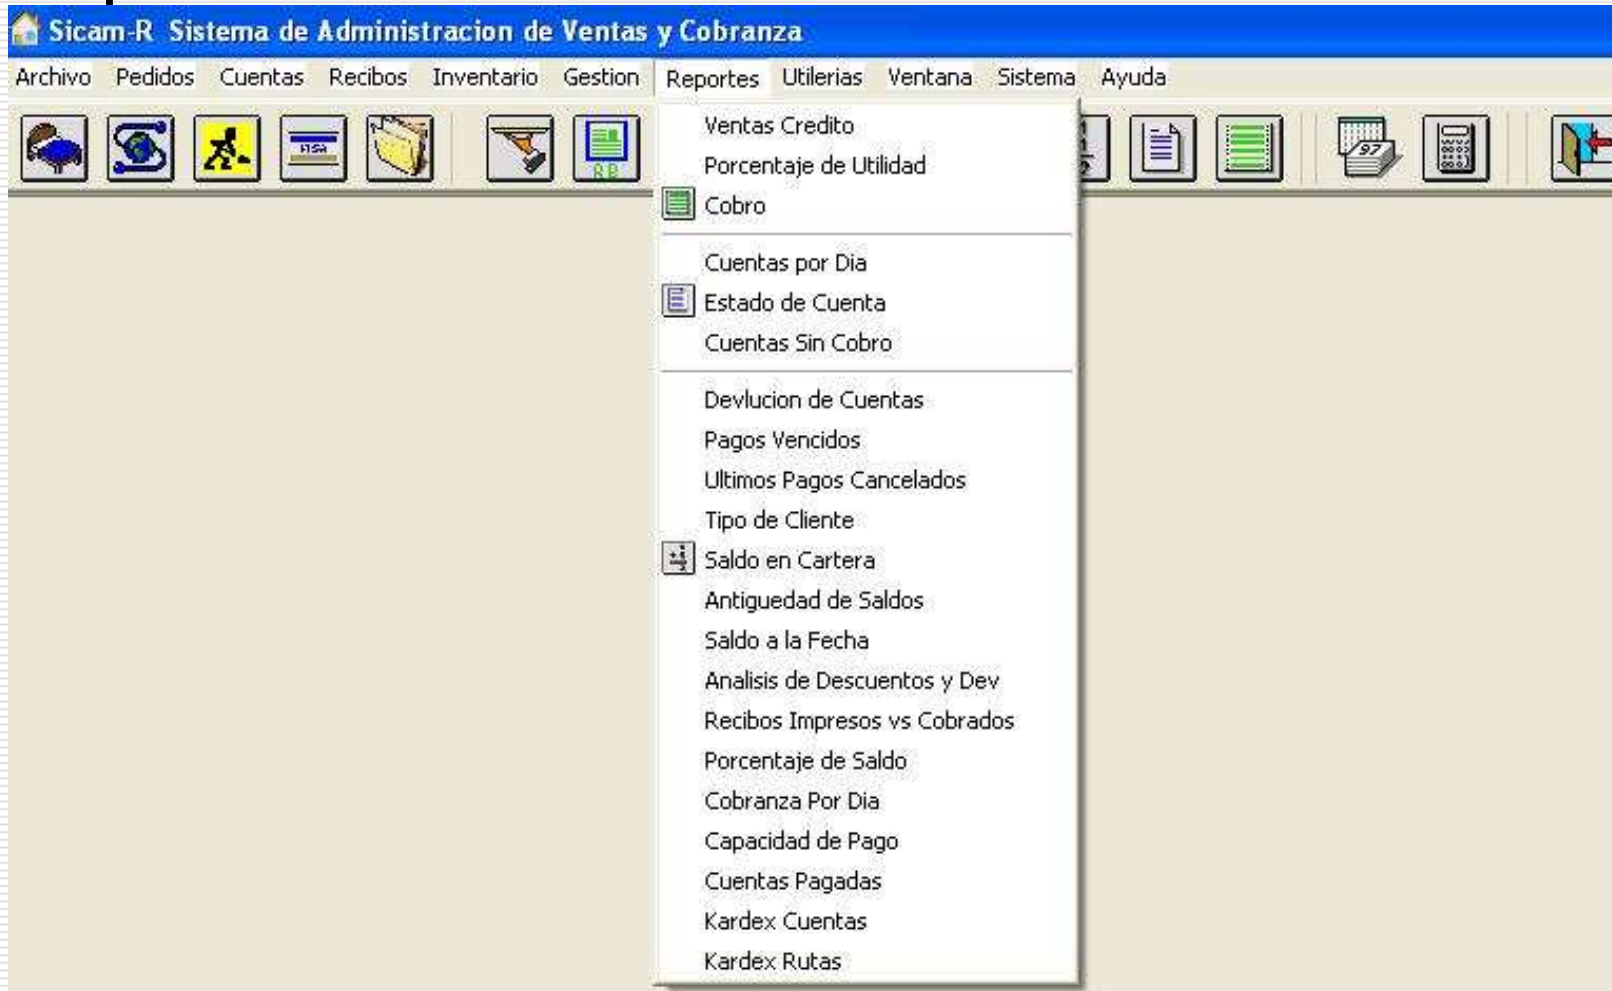 Sicam-R Sistema de Administracion de Ventas y Cobranza
Archivo Pedidos Cuentas Recibos Inventario Gestion Reportes Utilerias Ventana Sistema Ayuda
VISA
RB
97
Ventas Credito
Porcentaje de Utilidad
Cobro
Cuentas por Dia
Estado de Cuenta
Cuentas Sin Cobro
Devlucion de Cuentas
Pagos Vencidos
Ultimos Pagos Cancelados
Tipo de Cliente
Saldo en Cartera
Antiguedad de Saldos
Saldo a la Fecha
Analisis de Descuentos y Dev
Recibos Impresos vs Cobrados
Porcentaje de Saldo
Cobranza Por Dia
Capacidad de Pago
Cuentas Pagadas
Kardex Cuentas
Kardex Rutas